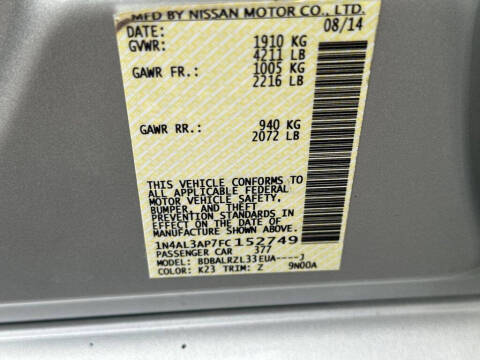 MFD BY NISSAN MOTOR CO., LTD.
DATE: 08/14
GVWR: 1910 KG
4211 LB
GAWR FR.: 1005 KG
2216 LB
GAWR RR.: 940 KG
2072 LB
THIS VEHICLE CONFORMS TO
ALL APPLICABLE FEDERAL
MOTOR VEHICLE SAFETY,
BUMPER, AND THEFT
PREVENTION STANDARDS IN
EFFECT ON THE DATE OF
MANUFACTURE SHOWN ABOVE.
1N4AL3AP7FC152749
PASSENGER CAR 377
MODEL: BDBALRZL33EUA----J
COLOR: K23 TRIM: Z 9N00A